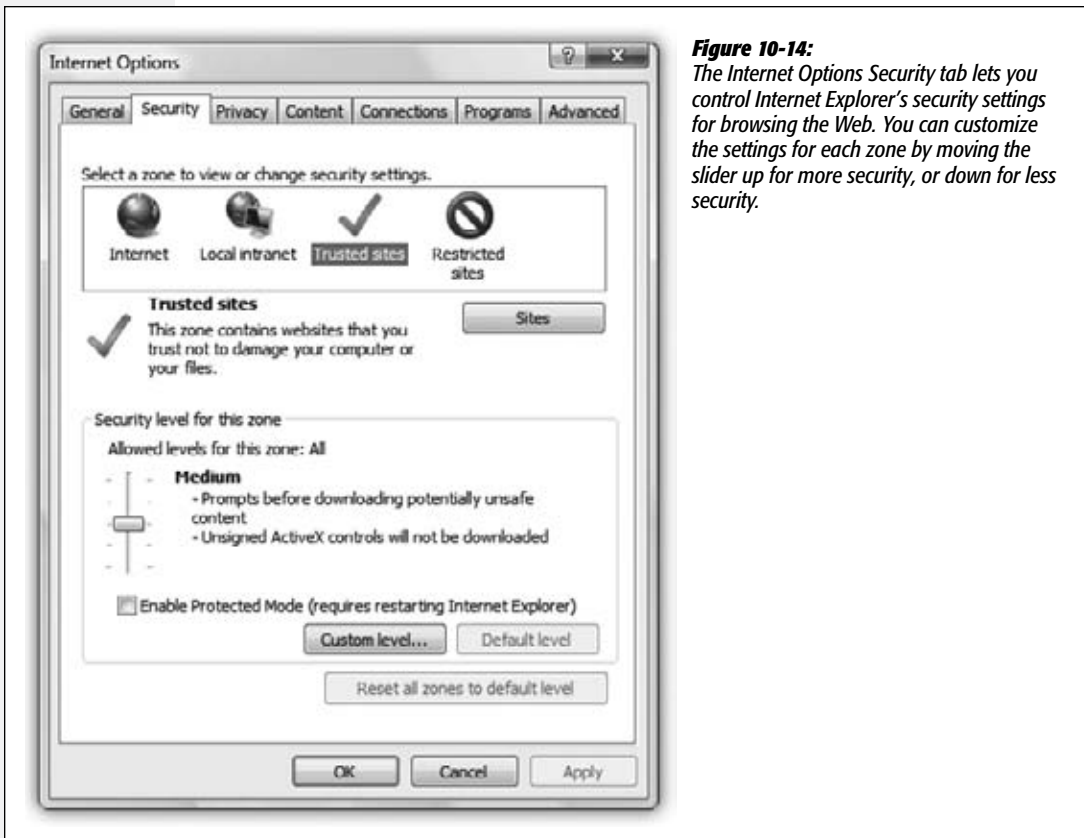 Internet Options
General Security Privacy Content Connections Programs Advanced
Select a zone to view or change security settings.
Internet Local intranet Trusted sites Restricted
sites
Trusted sites
Sites
This zone contains websites that you
trust not to damage your computer or
your files.
Security level for this zone
Allowed levels for this zone: All
Medium
- Prompts before downloading potentially unsafe
content
- Unsigned ActiveX controls will not be downloaded
Enable Protected Mode (requires restarting Internet Explorer)
Custom level... Default level
Reset all zones to default level
OK Cancel Apply
Figure 10-14:
The Internet Options Security tab lets you
control Internet Explorer's security settings
for browsing the Web. You can customize
the settings for each zone by moving the
slider up for more security, or down for less
security.